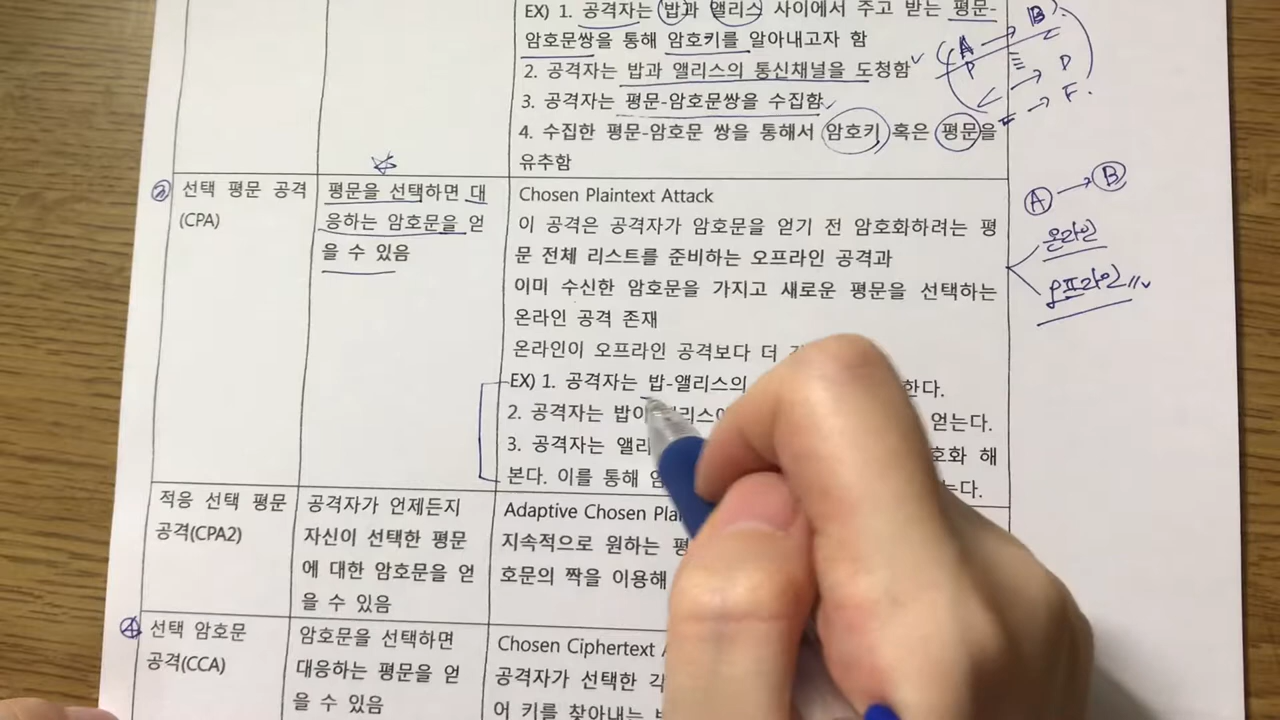 EX) 1. 공격자는 밥과 앨리스 사이에서 주고 받는 평문-
암호문쌍을 통해 암호키를 알아내고자 함
2. 공격자는 밥과 앨리스의 통신채널을 도청함
3. 공격자는 평문-암호문쌍을 수집함
4. 수집한 평문-암호문 쌍을 통해서 암호키 혹은 평문을
유추함
A → B
P
P
F
선택 평문 공격
(CPA)
평문을 선택하면 대
응하는 암호문을 얻
을 수 있음
Chosen Plaintext Attack
이 공격은 공격자가 암호문을 얻기 전 암호화하려는 평
문 전체 리스트를 준비하는 오프라인 공격과
이미 수신한 암호문을 가지고 새로운 평문을 선택하는
온라인 공격 존재
온라인이 오프라인 공격보다 더
EX) 1. 공격자는 밥-앨리스의 한다.
2. 공격자는 얻는다.
3. 공격자는 해
본다. 이를 통해
A → B
온라인
오프라인
적응 선택 평문
공격(CPA2)
공격자가 언제든지
자신이 선택한 평문
에 대한 암호문을 얻
을 수 있음
Adaptive Chosen
지속적으로 원하는
호문의 짝을 이용해
④ 선택 암호문
공격(CCA)
암호문을 선택하면
대응하는 평문을 얻
을 수 있음
Chosen Ciphertext
공격자가 선택한
어 키를 찾아내는